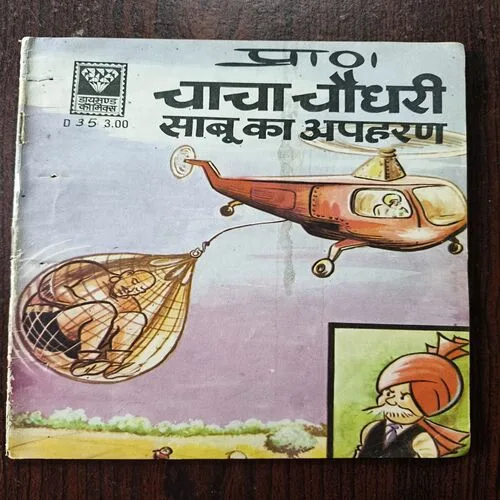 प्राण
डायमण्ड
कॉमिक्स
D 35 3.00
चाचा चौधरी
साबू का अपहरण